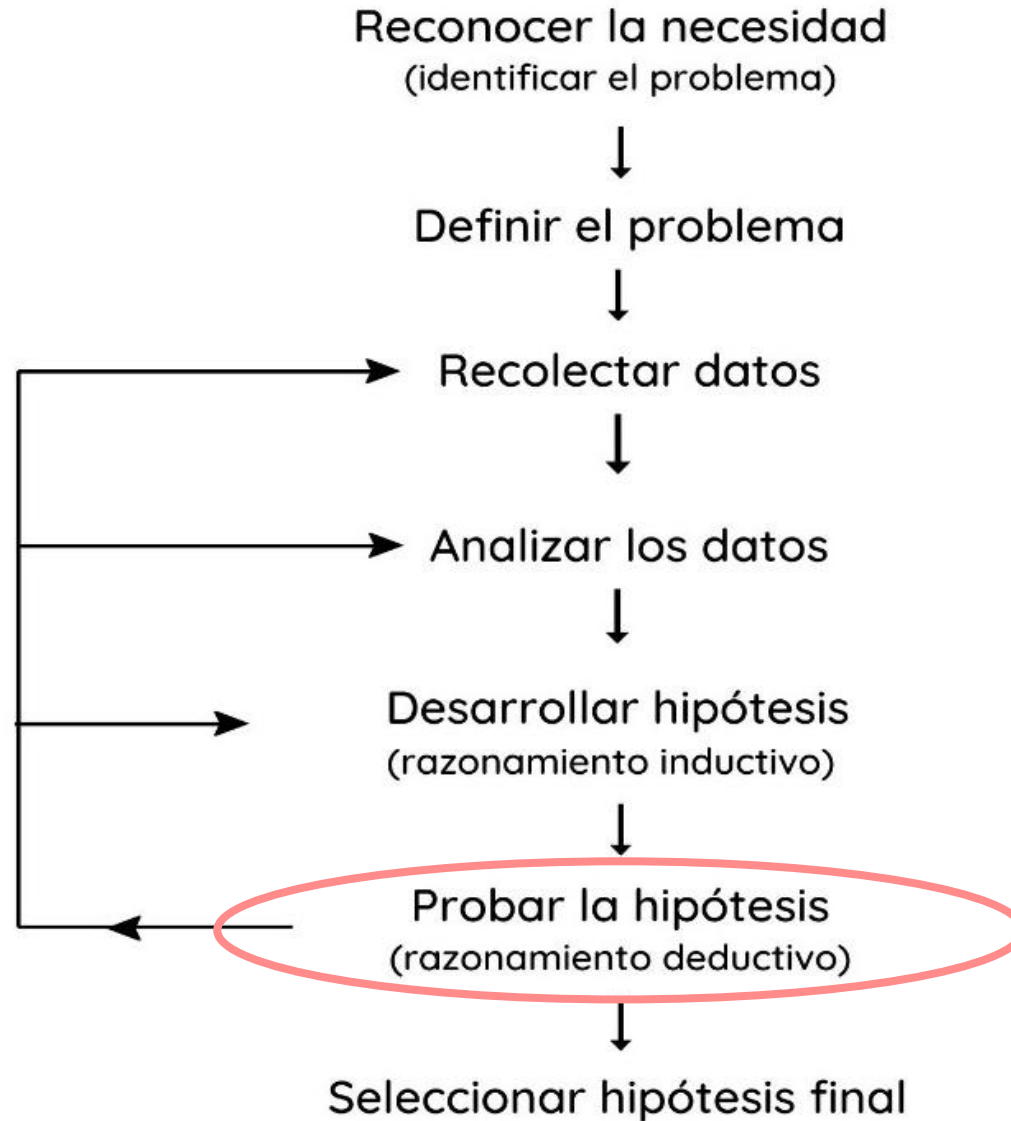 Reconocer la necesidad
(identificar el problema)
Definir el problema
Recolectar datos
Analizar los datos
Desarrollar hipótesis
(razonamiento inductivo)
Probar la hipótesis
(razonamiento deductivo)
Seleccionar hipótesis final